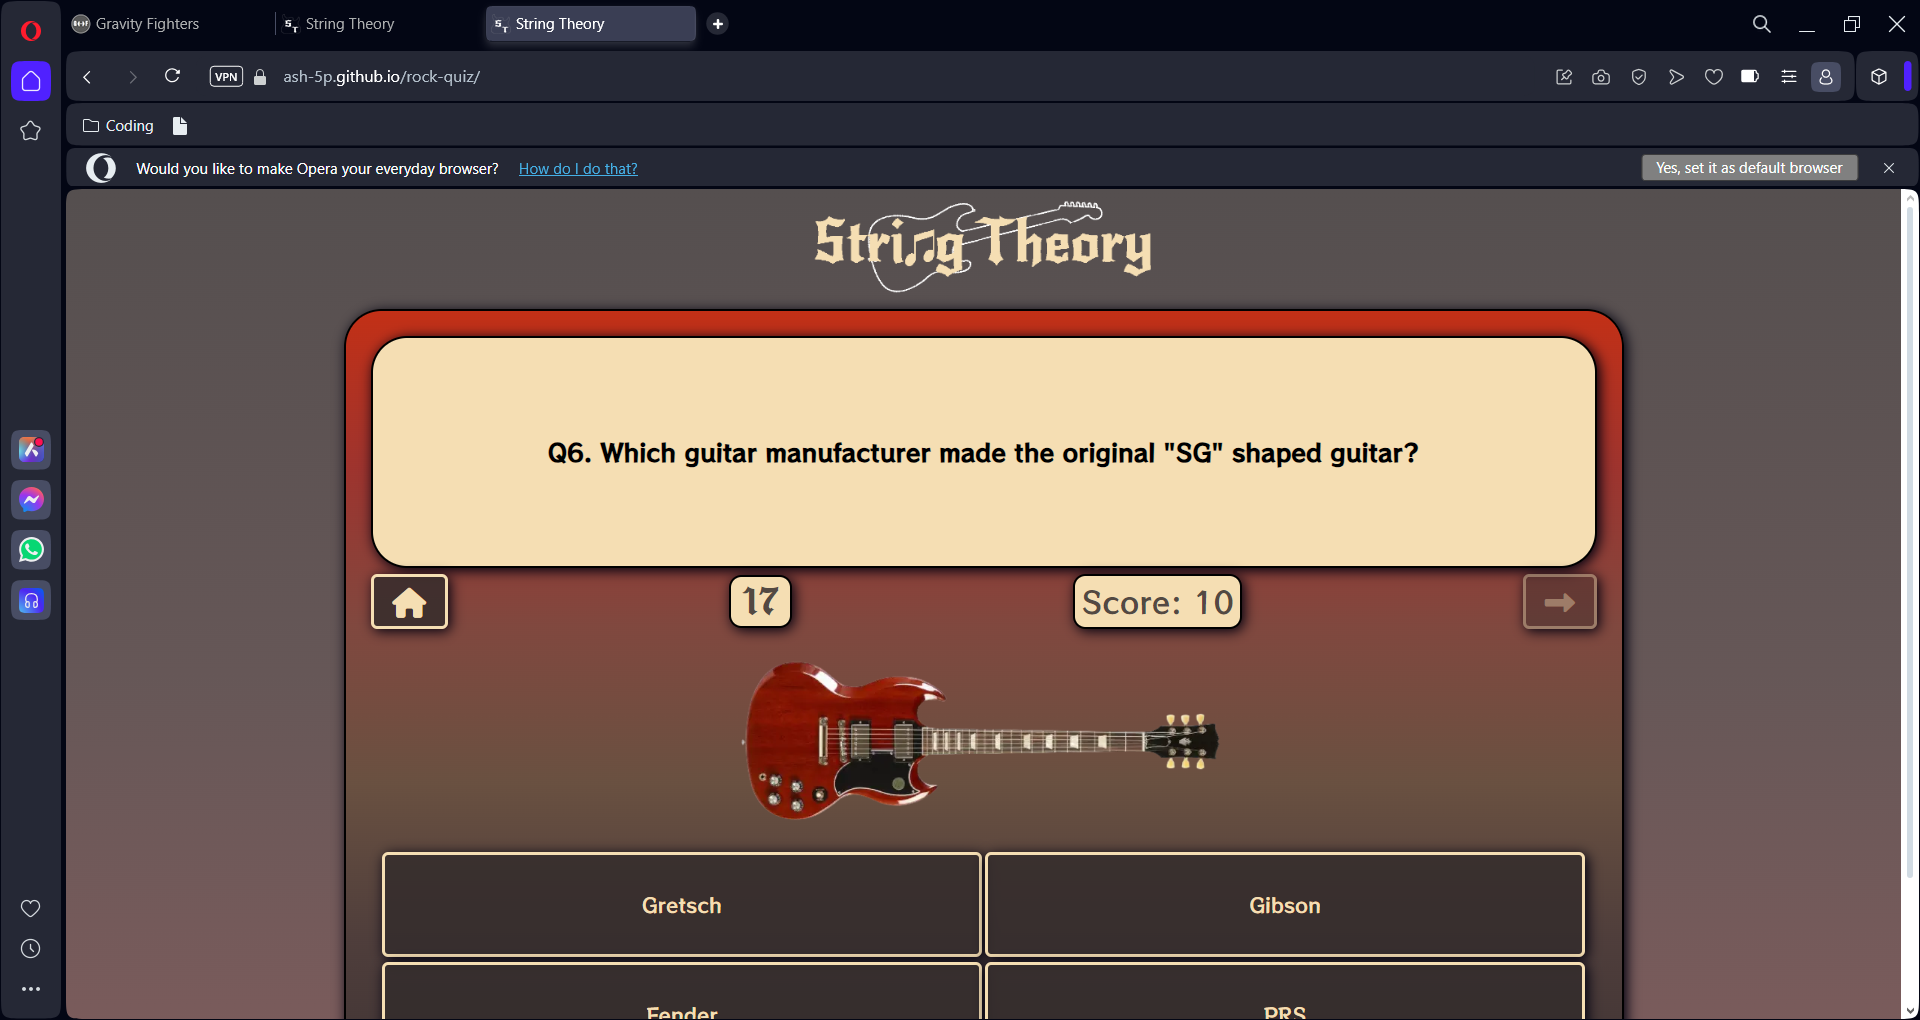 Gravity Fighters
String Theory
String Theory
VPN
ash-5p.github.io/rock-quiz/
Coding
Would you like to make Opera your everyday browser?
How do I do that?
Yes, set it as default browser
String Theory
Q6. Which guitar manufacturer made the original "SG" shaped guitar?
17
Score: 10
Gretsch
Gibson
Fender
PRS